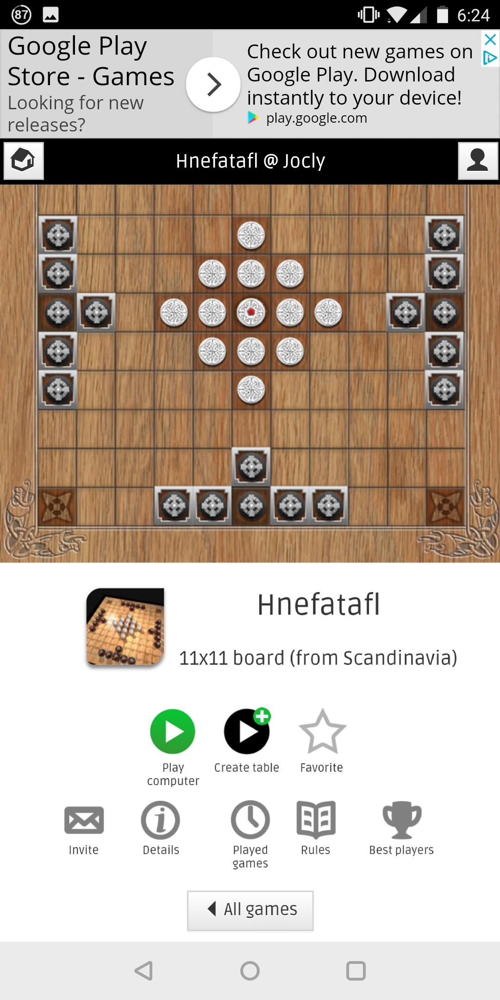 87
6:24
Google Play
Store - Games
Looking for new
releases?
Check out new games on
Google Play. Download
instantly to your device!
play.google.com
Hnefatafl @ Jocly
Hnefatafl
11x11 board (from Scandinavia)
Play
computer
Create table
Favorite
Invite
Details
Played
games
Rules
Best players
All games